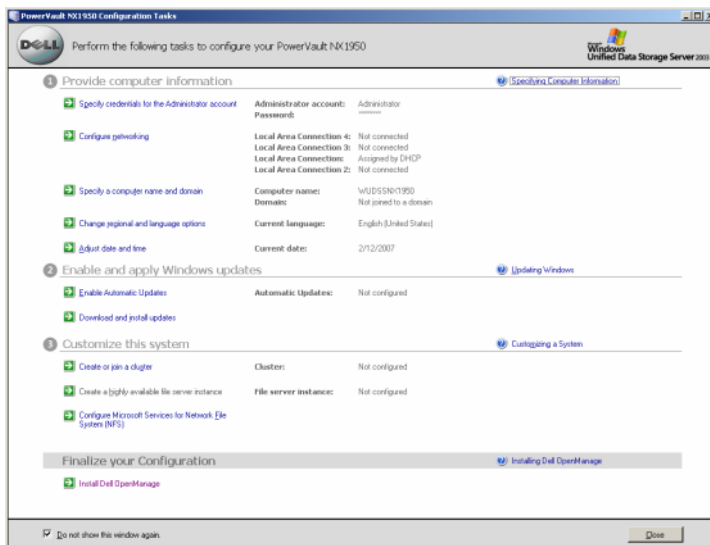 PowerVault NX1950 Configuration Tasks
DELL
Perform the following tasks to configure your PowerVault NX1950
Windows
Unified Data Storage Server 2003
1 Provide computer information
Specifying Computer Information
Specify credentials for the Administrator account
Administrator account: Administrator
Password: ********
Configure networking
Local Area Connection 4: Not connected
Local Area Connection 3: Not connected
Local Area Connection: Assigned by DHCP
Local Area Connection 2: Not connected
Specify a computer name and domain
Computer name: WUDSSNX1950
Domain: Not joined to a domain
Change regional and language options
Current language: English (United States)
Adjust date and time
Current date: 2/12/2007
2 Enable and apply Windows updates
Updating Windows
Enable Automatic Updates
Automatic Updates: Not configured
Download and install updates
3 Customize this system
Customizing a System
Create or join a cluster
Cluster: Not configured
Create a highly available file server instance
File server instance: Not configured
Configure Microsoft Services for Network File
System (NFS)
Finalize your Configuration
Installing Dell OpenManage
Install Dell OpenManage
Do not show this window again.
Close